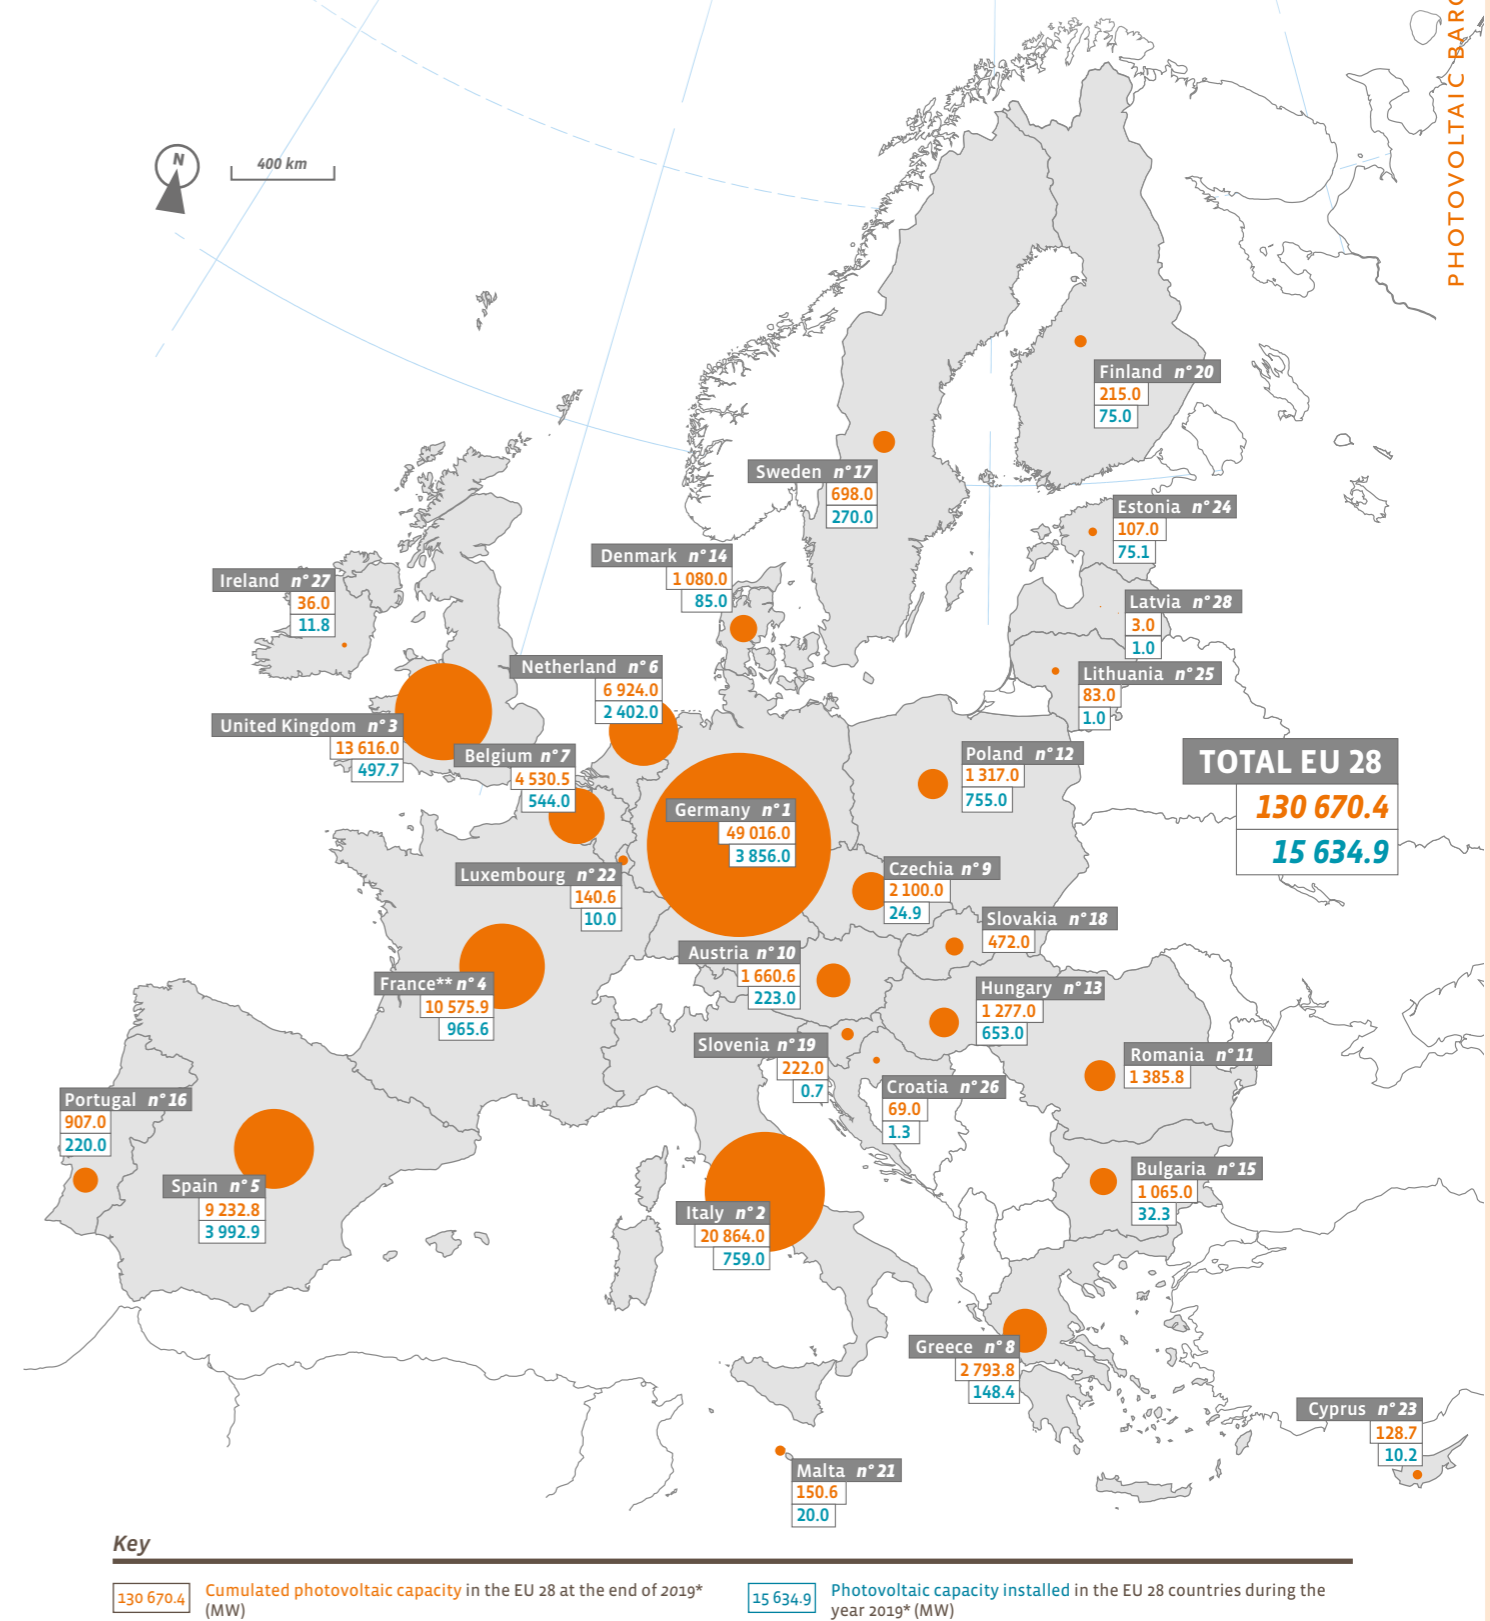 PHOTOVOLTAIC BARO
N
400 km
Finland n° 20
215.0
75.0
Sweden n° 17
698.0
270.0
Estonia n° 24
107.0
75.1
Denmark n° 14
1 080.0
85.0
Ireland n° 27
36.0
11.8
Latvia n° 28
3.0
1.0
Netherland n° 6
6 924.0
2 402.0
Lithuania n° 25
83.0
1.0
United Kingdom n° 3
13 616.0
497.7
Belgium n° 7
4 530.5
544.0
Poland n° 12
1 317.0
755.0
TOTAL EU 28
130 670.4
15 634.9
Germany n° 1
49 016.0
3 856.0
Luxembourg n° 22
140.6
10.0
Czechia n° 9
2 100.0
24.9
Slovakia n° 18
472.0
Austria n° 10
1 660.6
223.0
France** n° 4
10 575.9
965.6
Hungary n° 13
1 277.0
653.0
Slovenia n° 19
222.0
0.7
Romania n° 11
1 385.8
Croatia n° 26
69.0
1.3
Portugal n° 16
907.0
220.0
Spain n° 5
9 232.8
3 992.9
Bulgaria n° 15
1 065.0
32.3
Italy n° 2
20 864.0
759.0
Greece n° 8
2 793.8
148.4
Cyprus n° 23
128.7
10.2
Malta n° 21
150.6
20.0
Key
130 670.4
Cumulated photovoltaic capacity in the EU 28 at the end of 2019*
(MW)
15 634.9
Photovoltaic capacity installed in the EU 28 countries during the
year 2019* (MW)